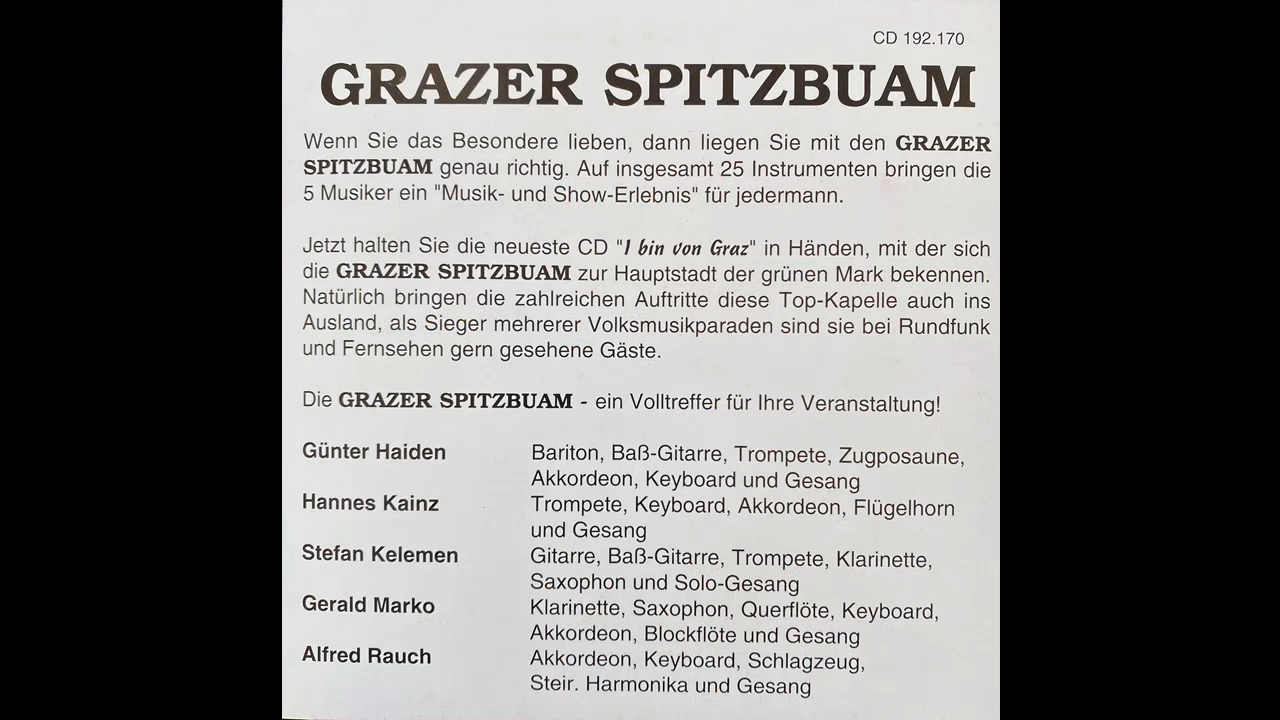 CD 192.170
GRAZER SPITZBUAM
Wenn Sie das Besondere lieben, dann liegen Sie mit den GRAZER
SPITZBUAM genau richtig. Auf insgesamt 25 Instrumenten bringen die
5 Musiker ein "Musik- und Show-Erlebnis" für jedermann.
Jetzt halten Sie die neueste CD "I bin von Graz" in Händen, mit der sich
die GRAZER SPITZBUAM zur Hauptstadt der grünen Mark bekennen.
Natürlich bringen die zahlreichen Auftritte diese Top-Kapelle auch ins
Ausland, als Sieger mehrerer Volksmusikparaden sind sie bei Rundfunk
und Fernsehen gern gesehene Gäste.
Die GRAZER SPITZBUAM - ein Volltreffer für Ihre Veranstaltung!
Günter Haiden Bariton, Baß-Gitarre, Trompete, Zugposaune,
Akkordeon, Keyboard und Gesang
Hannes Kainz Trompete, Keyboard, Akkordeon, Flügelhorn
und Gesang
Stefan Kelemen Gitarre, Baß-Gitarre, Trompete, Klarinette,
Saxophon und Solo-Gesang
Gerald Marko Klarinette, Saxophon, Querflöte, Keyboard,
Akkordeon, Blockflöte und Gesang
Alfred Rauch Akkordeon, Keyboard, Schlagzeug,
Steir. Harmonika und Gesang